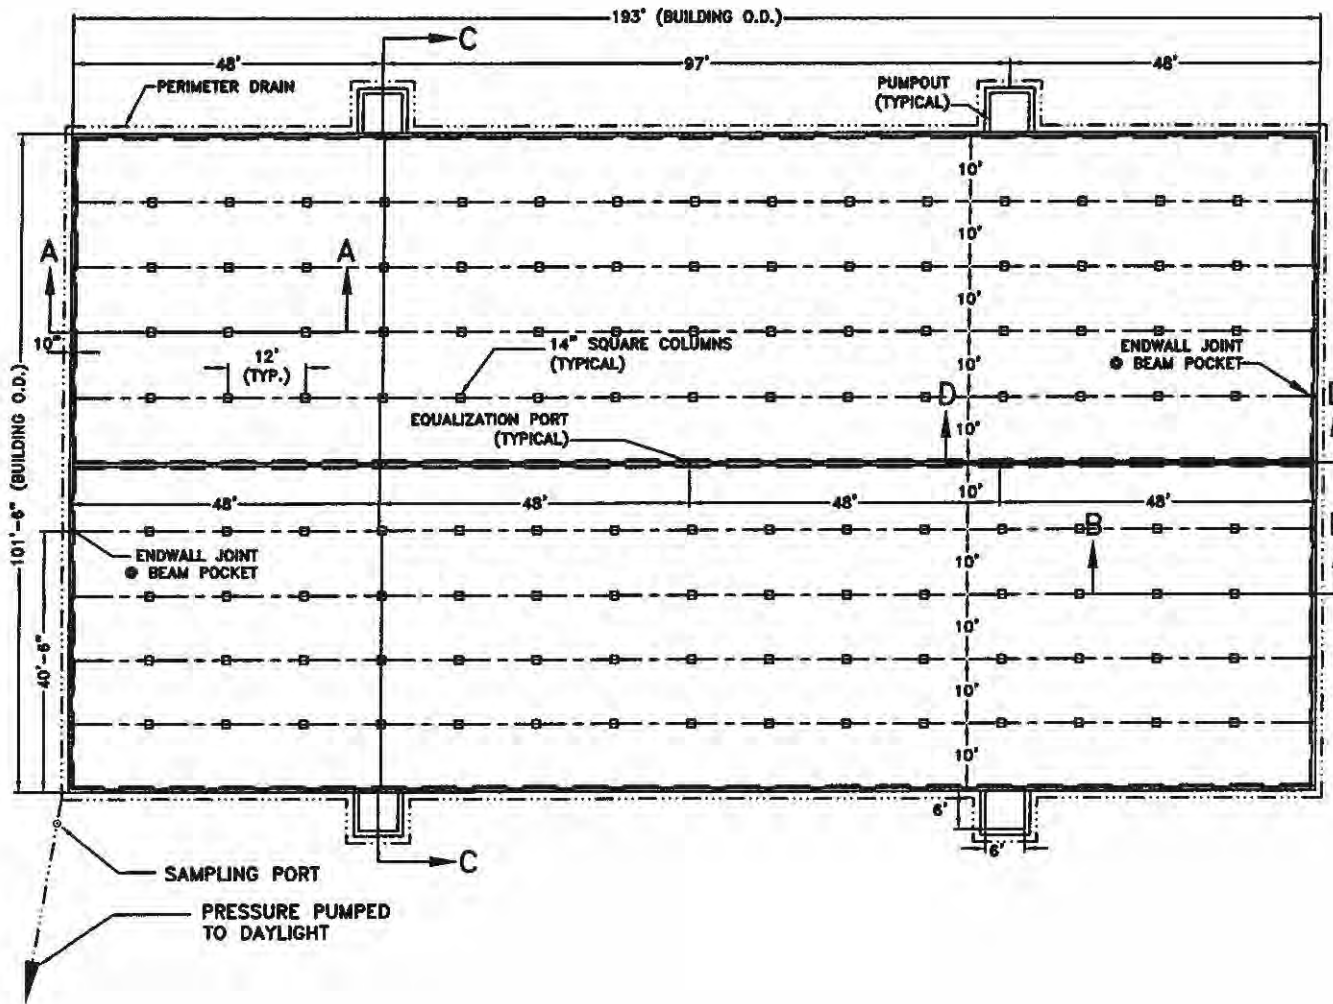 193' (BUILDING O.D.)
C
48'
97'
48'
PERIMETER DRAIN
PUMPOUT
(TYPICAL)
10'
10'
A
A
10'
10"
12'
(TYP.)
14" SQUARE COLUMNS
(TYPICAL)
10'
ENDWALL JOINT
@ BEAM POCKET
D
EQUALIZATION PORT
(TYPICAL)
10'
101'-6" (BUILDING O.D.)
10'
48'
48'
48'
48'
B
ENDWALL JOINT
@ BEAM POCKET
10'
40'-6"
10'
10'
10'
6'
6'
C
SAMPLING PORT
PRESSURE PUMPED
TO DAYLIGHT